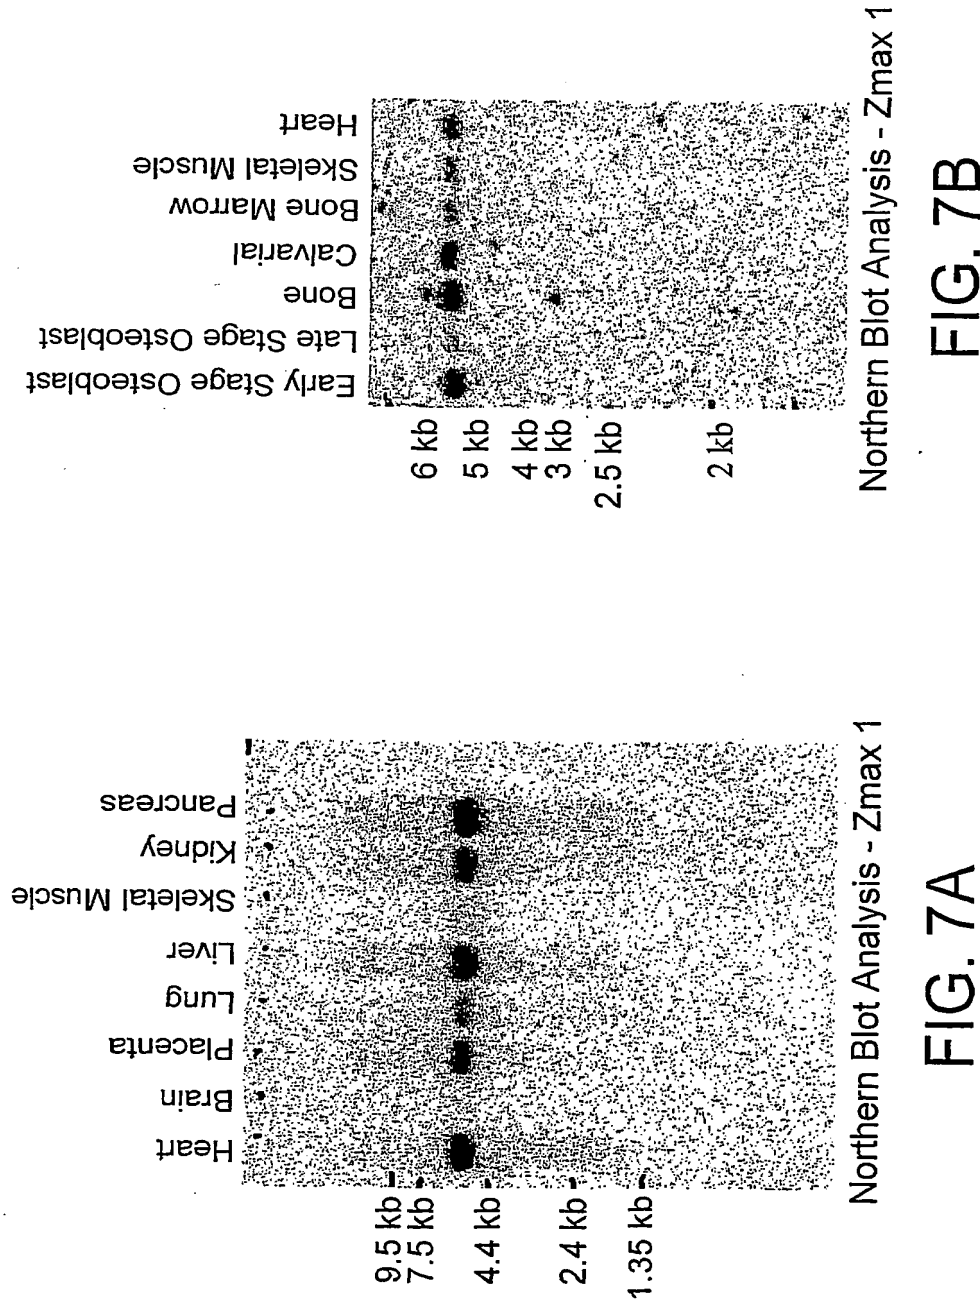 Heart
Brain
Placenta
Lung
Liver
Skeletal Muscle
Kidney
Pancreas
9.5 kb
7.5 kb
4.4 kb
2.4 kb
1.35 kb
Northern Blot Analysis - Zmax 1
FIG. 7A
Early Stage Osteoblast
Late Stage Osteoblast
Bone
Calvarial
Bone Marrow
Skeletal Muscle
Heart
6 kb
5 kb
4 kb
3 kb
2.5 kb
2 kb
Northern Blot Analysis - Zmax 1
FIG. 7B